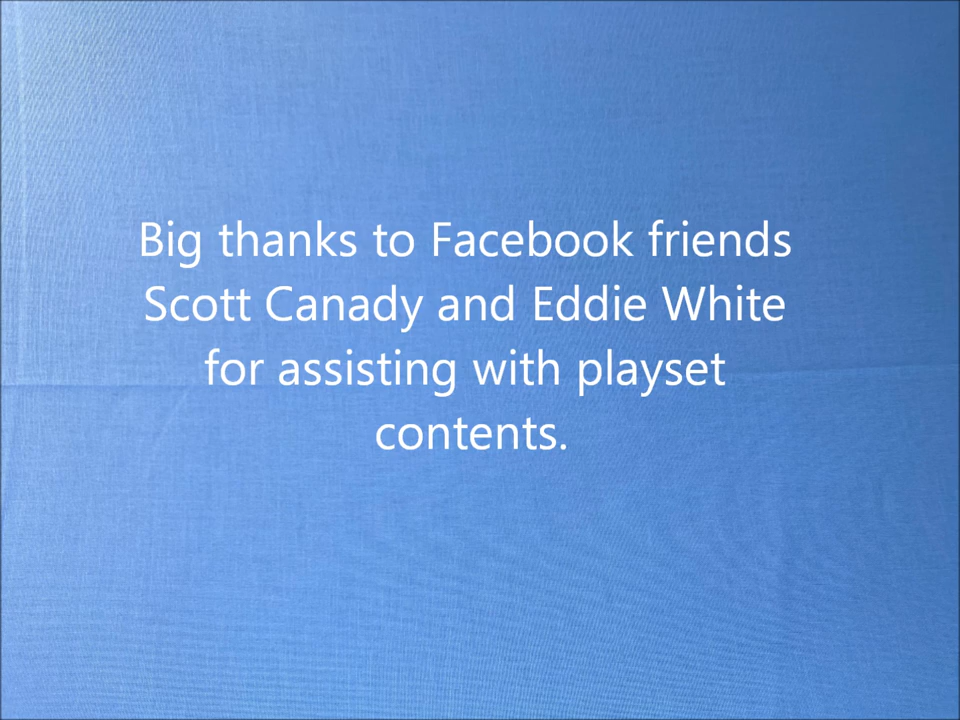 Big thanks to Facebook friends
Scott Canady and Eddie White
for assisting with playset
contents.